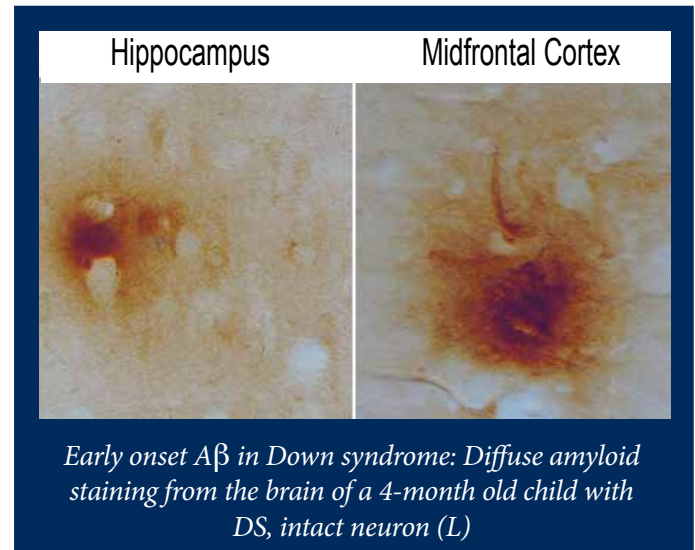 Hippocampus Midfrontal Cortex
Early onset Aβ in Down syndrome: Diffuse amyloid
staining from the brain of a 4-month old child with
DS, intact neuron (L)